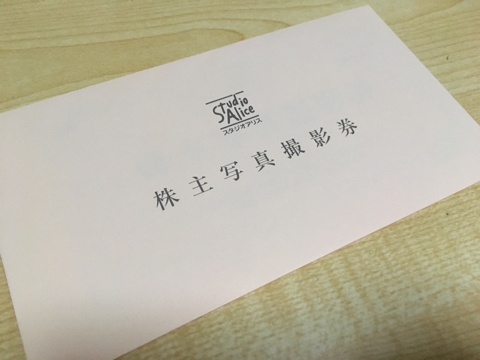 Studio
Alice
スタジオアリス
株主写真撮影券